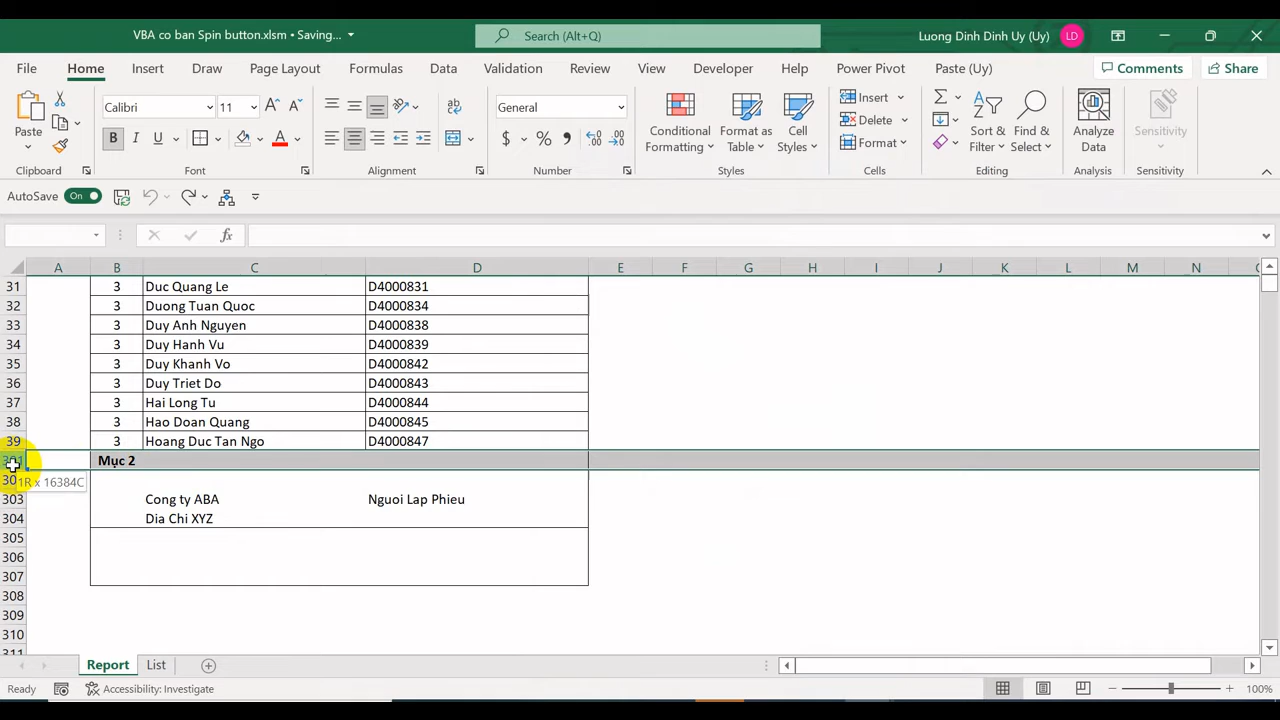 VBA co ban Spin button.xlsm • Saving...
Search (Alt+Q)
Luong Dinh Dinh Uy (Uy) LD
File Home Insert Draw Page Layout Formulas Data Validation Review View Developer Help Power Pivot Paste (Uy) Comments Share
Paste
Calibri 11
B I U
General
$ % ,
Conditional Formatting
Format as Table
Cell Styles
Insert
Delete
Format
Sort & Filter
Find & Select
Analyze Data
Sensitivity
Clipboard Font Alignment Number Styles Cells Editing Analysis Sensitivity
AutoSave On
fx
A B C D E F G H I J K L M N
31 3 Duc Quang Le D4000831
32 3 Duong Tuan Quoc D4000834
33 3 Duy Anh Nguyen D4000838
34 3 Duy Hanh Vu D4000839
35 3 Duy Khanh Vo D4000842
36 3 Duy Triet Do D4000843
37 3 Hai Long Tu D4000844
38 3 Hao Doan Quang D4000845
39 3 Hoang Duc Tan Ngo D4000847
301 Mục 2
1R x 16384C
303 Cong ty ABA Nguoi Lap Phieu
304 Dia Chi XYZ
305
306
307
308
309
310
311
Report List
Ready Accessibility: Investigate 100%